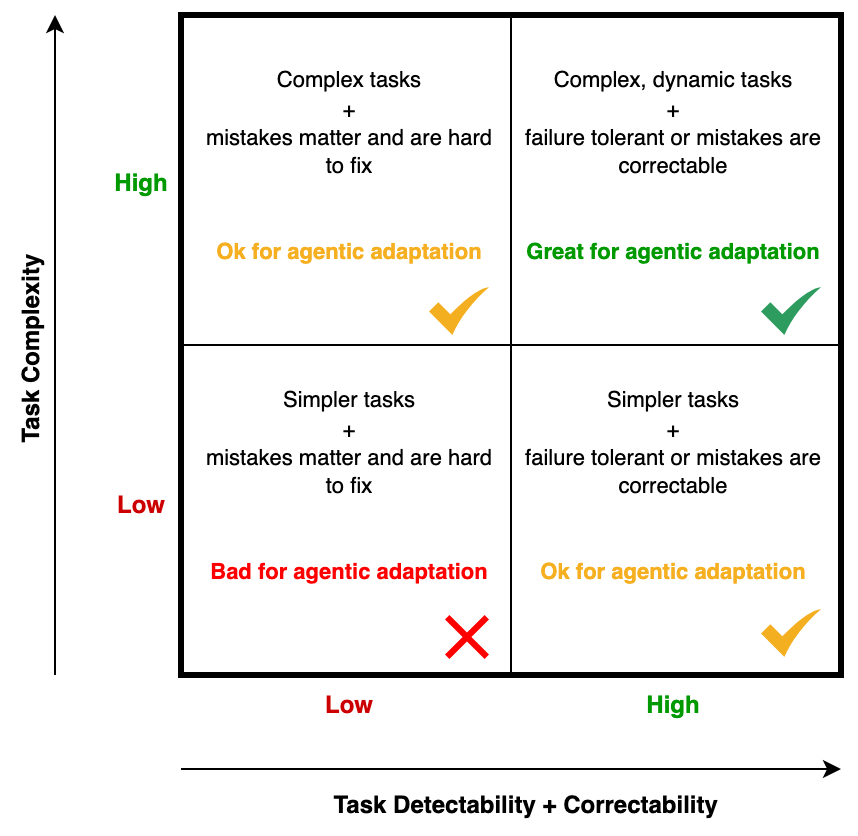 Complex tasks
+
mistakes matter and are hard
to fix
Ok for agentic adaptation
Complex, dynamic tasks
+
failure tolerant or mistakes are
correctable
Great for agentic adaptation
High
Task Complexity
Simpler tasks
+
mistakes matter and are hard
to fix
Bad for agentic adaptation
Simpler tasks
+
failure tolerant or mistakes are
correctable
Ok for agentic adaptation
Low
Low
High
Task Detectability + Correctability